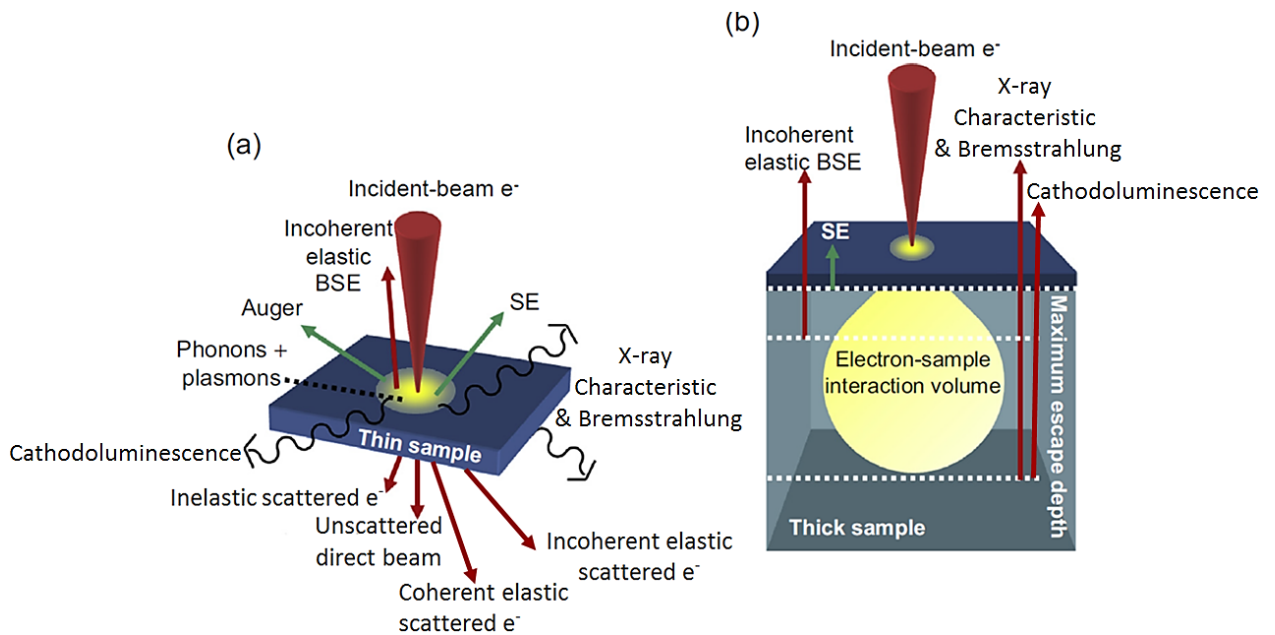 (a)
Incident-beam e⁻
Incoherent
elastic
BSE
Auger
SE
Phonons +
plasmons
X-ray
Characteristic
& Bremsstrahlung
Thin sample
Cathodoluminescence
Inelastic scattered e⁻
Unscattered
direct beam
Incoherent elastic
scattered e⁻
Coherent elastic
scattered e⁻
(b)
Incident-beam e⁻
X-ray
Characteristic
& Bremsstrahlung
Incoherent
elastic BSE
Cathodoluminescence
SE
Electron-sample
interaction volume
Maximum escape depth
Thick sample